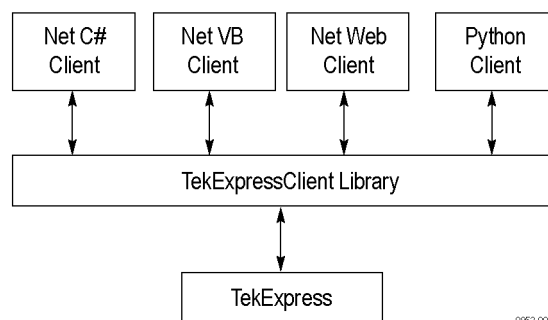 Net C#
Client
Net VB
Client
Net Web
Client
Python
Client
TekExpressClient Library
TekExpress